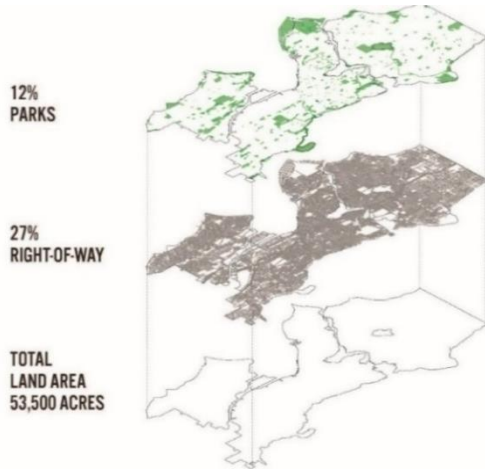 12%
PARKS
27%
RIGHT-OF-WAY
TOTAL
LAND AREA
53,500 ACRES